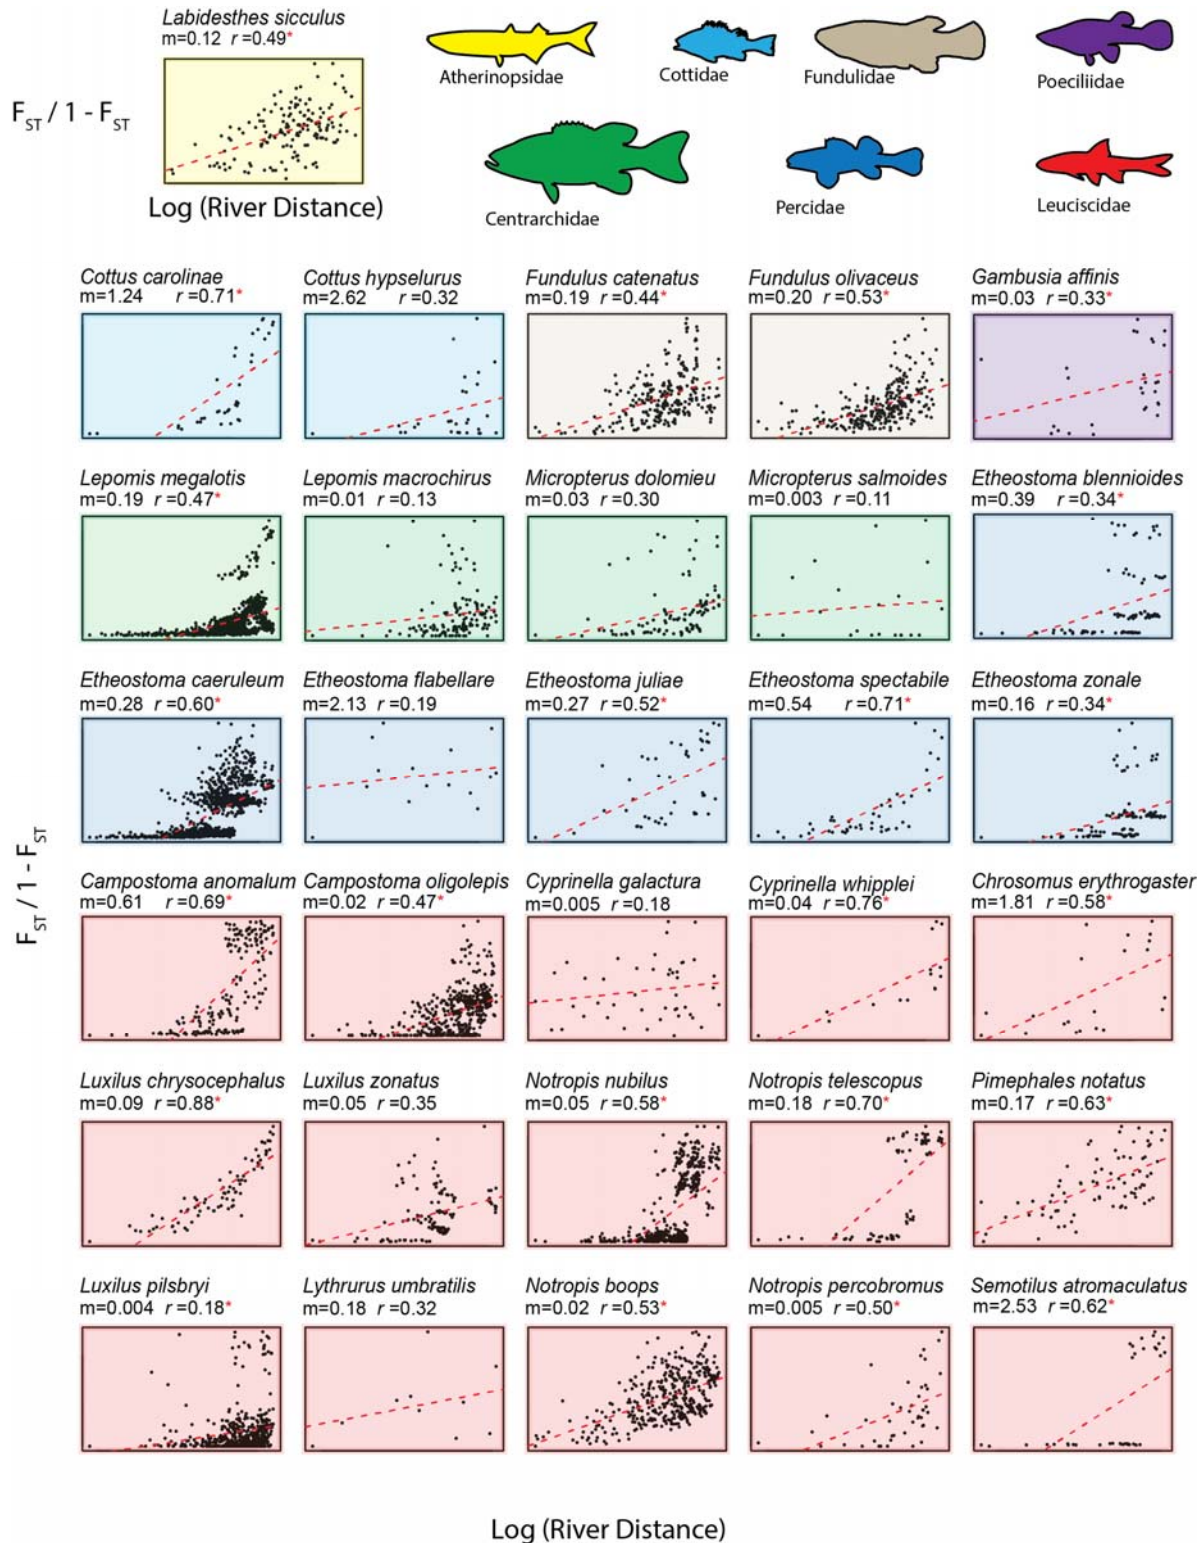 Labidesthes sicculus
m=0.12 r=0.49*
F_ST / 1 - F_ST
Log (River Distance)
Atherinopsidae
Cottidae
Fundulidae
Poeciliidae
Centrarchidae
Percidae
Leuciscidae
Cottus carolinae
m=1.24 r=0.71*
Cottus hypselurus
m=2.62 r=0.32
Fundulus catenatus
m=0.19 r=0.44*
Fundulus olivaceus
m=0.20 r=0.53*
Gambusia affinis
m=0.03 r=0.33*
Lepomis megalotis
m=0.19 r=0.47*
Lepomis macrochirus
m=0.01 r=0.13
Micropterus dolomieu
m=0.03 r=0.30
Micropterus salmoides
m=0.003 r=0.11
Etheostoma blennioides
m=0.39 r=0.34*
Etheostoma caeruleum
m=0.28 r=0.60*
Etheostoma flabellare
m=2.13 r=0.19
Etheostoma juliae
m=0.27 r=0.52*
Etheostoma spectabile
m=0.54 r=0.71*
Etheostoma zonale
m=0.16 r=0.34*
F_ST / 1 - F_ST
Campostoma anomalum
m=0.61 r=0.69*
Campostoma oligolepis
m=0.02 r=0.47*
Cyprinella galactura
m=0.005 r=0.18
Cyprinella whipplei
m=0.04 r=0.76*
Chrosomus erythrogaster
m=1.81 r=0.58*
Luxilus chrysocephalus
m=0.09 r=0.88*
Luxilus zonatus
m=0.05 r=0.35
Notropis nubilus
m=0.05 r=0.58*
Notropis telescopus
m=0.18 r=0.70*
Pimephales notatus
m=0.17 r=0.63*
Luxilus pilsbryi
m=0.004 r=0.18*
Lythrurus umbratilis
m=0.18 r=0.32
Notropis boops
m=0.02 r=0.53*
Notropis percobromus
m=0.005 r=0.50*
Semotilus atromaculatus
m=2.53 r=0.62*
Log (River Distance)